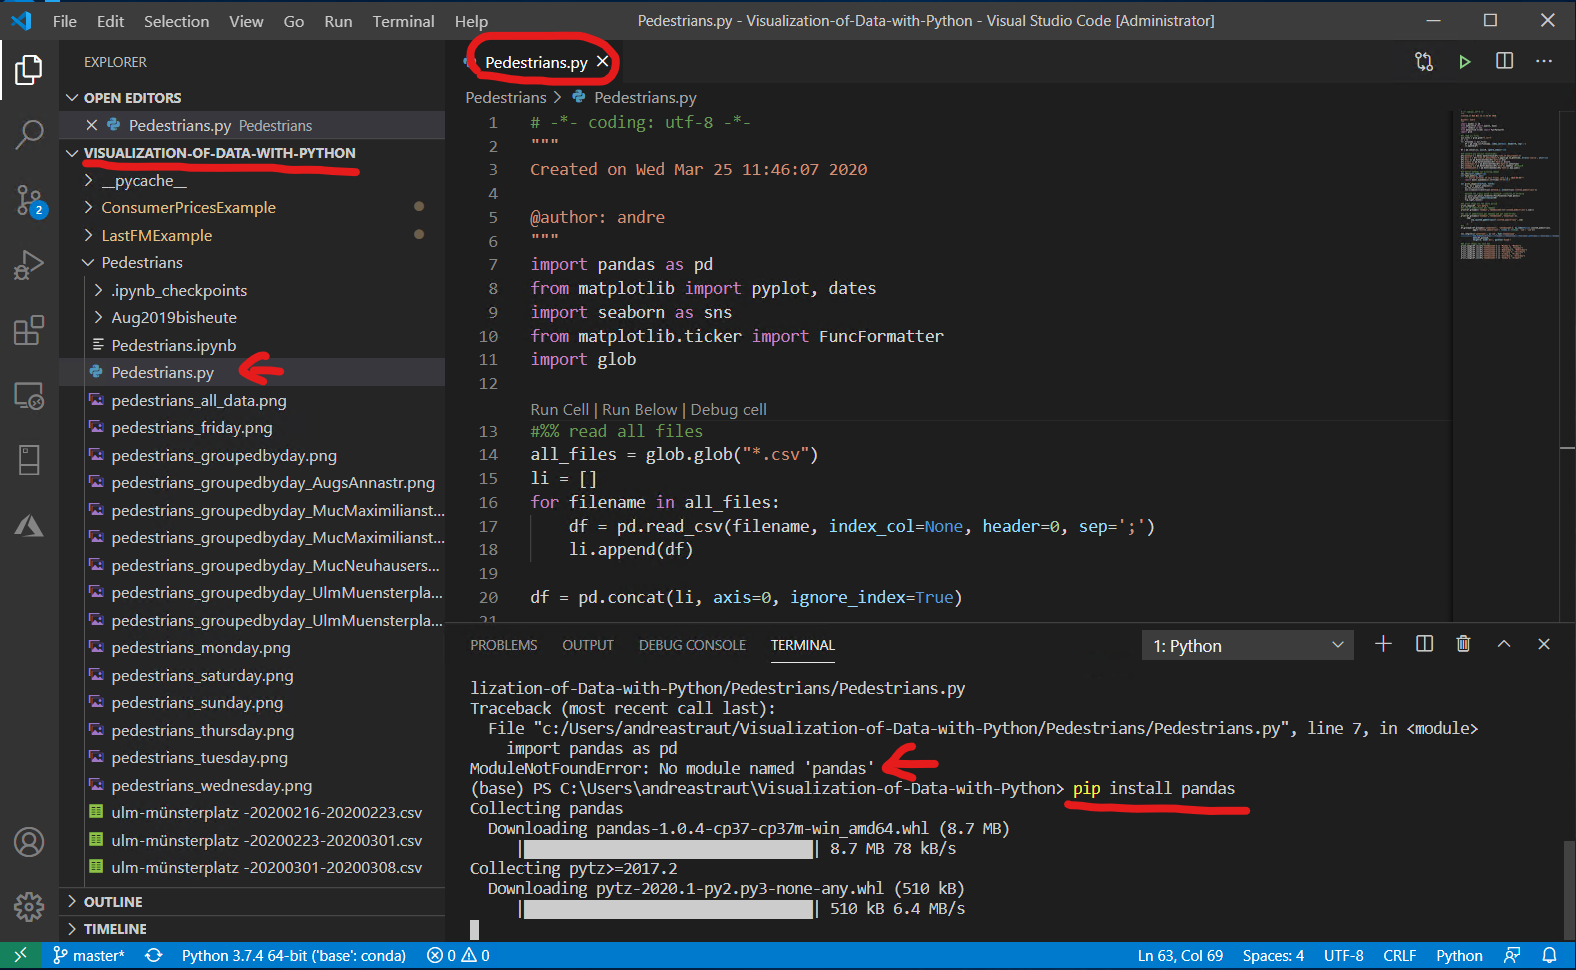 File Edit Selection View Go Run Terminal Help
Pedestrians.py - Visualization-of-Data-with-Python - Visual Studio Code [Administrator]
EXPLORER
OPEN EDITORS
Pedestrians.py Pedestrians
VISUALIZATION-OF-DATA-WITH-PYTHON
__pycache__
ConsumerPricesExample
LastFMExample
Pedestrians
.ipynb_checkpoints
Aug2019bisheute
Pedestrians.ipynb
Pedestrians.py
pedestrians_all_data.png
pedestrians_friday.png
pedestrians_groupedbyday.png
pedestrians_groupedbyday_AugsAnnastr.png
pedestrians_groupedbyday_MucMaximilianst...
pedestrians_groupedbyday_MucMaximilianst...
pedestrians_groupedbyday_MucNeuhausers...
pedestrians_groupedbyday_UlmMuensterpla...
pedestrians_groupedbyday_UlmMuensterpla...
pedestrians_monday.png
pedestrians_saturday.png
pedestrians_sunday.png
pedestrians_thursday.png
pedestrians_tuesday.png
pedestrians_wednesday.png
ulm-münsterplatz -20200216-20200223.csv
ulm-münsterplatz -20200223-20200301.csv
ulm-münsterplatz -20200301-20200308.csv
OUTLINE
TIMELINE
Pedestrians.py
Pedestrians > Pedestrians.py
1 # -*- coding: utf-8 -*-
2 """
3 Created on Wed Mar 25 11:46:07 2020
4
5 @author: andre
6 """
7 import pandas as pd
8 from matplotlib import pyplot, dates
9 import seaborn as sns
10 from matplotlib.ticker import FuncFormatter
11 import glob
12
Run Cell | Run Below | Debug cell
13 #%% read all files
14 all_files = glob.glob("*.csv")
15 li = []
16 for filename in all_files:
17 df = pd.read_csv(filename, index_col=None, header=0, sep=';')
18 li.append(df)
19
20 df = pd.concat(li, axis=0, ignore_index=True)
21
PROBLEMS OUTPUT DEBUG CONSOLE TERMINAL 1: Python
lization-of-Data-with-Python/Pedestrians/Pedestrians.py
Traceback (most recent call last):
File "c:/Users/andreastraut/Visualization-of-Data-with-Python/Pedestrians/Pedestrians.py", line 7, in <module>
import pandas as pd
ModuleNotFoundError: No module named 'pandas'
(base) PS C:\Users\andreastraut\Visualization-of-Data-with-Python> pip install pandas
Collecting pandas
Downloading pandas-1.0.4-cp37-cp37m-win_amd64.whl (8.7 MB)
| | 8.7 MB 78 kB/s
Collecting pytz>=2017.2
Downloading pytz-2020.1-py2.py3-none-any.whl (510 kB)
| | 510 kB 6.4 MB/s
2
master* Python 3.7.4 64-bit ('base': conda) 0 0 Ln 63, Col 69 Spaces: 4 UTF-8 CRLF Python